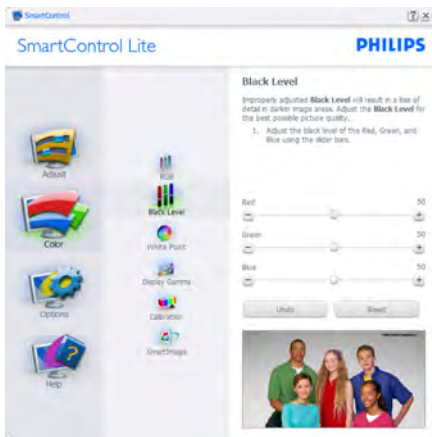 SmartControl
SmartControl Lite
PHILIPS
Black Level
Improperly adjusted Black Level will result in a loss of
detail in darker image areas. Adjust the Black Level for
the best possible picture quality.
1. Adjust the black level of the Red, Green, and
Blue using the slider bars.
Adjust
Color
Options
Help
RGB
Black Level
White Point
Display Gamma
Calibration
SmartImage
Red 50
Green 50
Blue 50
Undo Reset